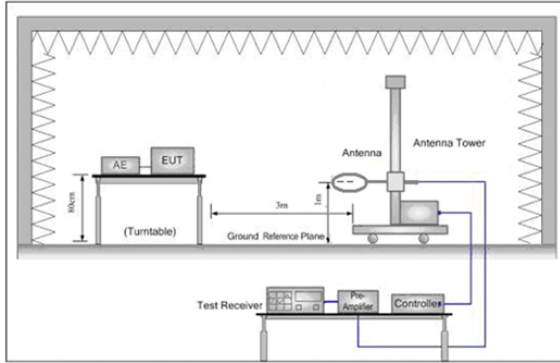 Antenna Tower
Antenna
AE
EUT
80cm
1m
3m
(Turntable)
Ground Reference Plane
Test Receiver
Pre-
Amplifier
Controller